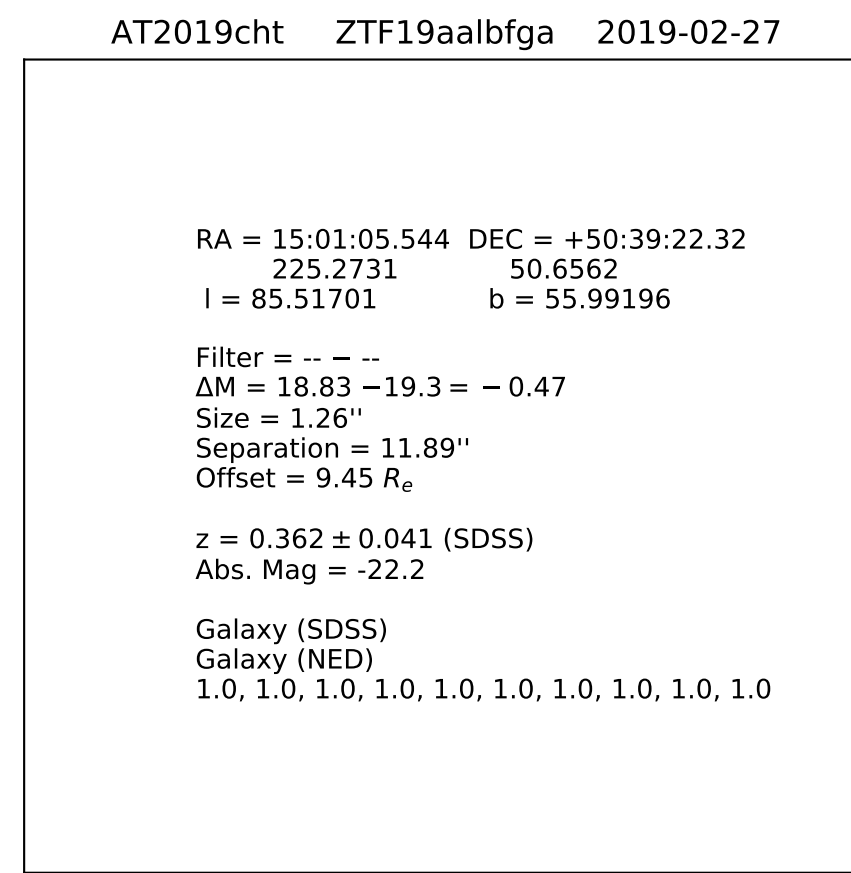 AT2019cht ZTF19aalbfga 2019-02-27
RA = 15:01:05.544 DEC = +50:39:22.32
225.2731 50.6562
l = 85.51701 b = 55.99196
Filter = -- − --
ΔM = 18.83 −19.3 = − 0.47
Size = 1.26''
Separation = 11.89''
Offset = 9.45 Rₑ
z = 0.362 ± 0.041 (SDSS)
Abs. Mag = -22.2
Galaxy (SDSS)
Galaxy (NED)
1.0, 1.0, 1.0, 1.0, 1.0, 1.0, 1.0, 1.0, 1.0, 1.0